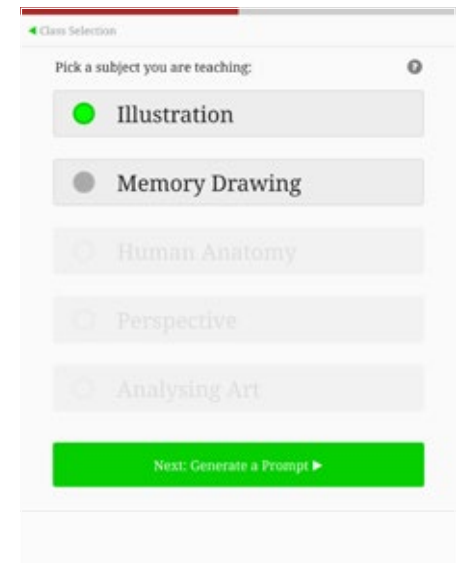 ◀ Class Selection
Pick a subject you are teaching:
Illustration
Memory Drawing
Human Anatomy
Perspective
Analysing Art
Next: Generate a Prompt ▶